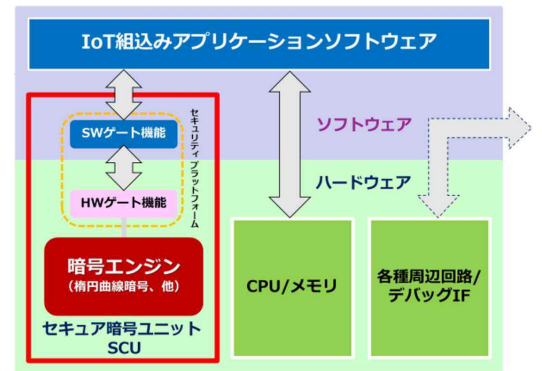 IoT組込みアプリケーションソフトウェア
SWゲート機能
HWゲート機能
セキュリティプラットフォーム
ソフトウェア
ハードウェア
暗号エンジン
（楕円曲線暗号、他）
セキュア暗号ユニット
SCU
CPU/メモリ
各種周辺回路/
デバッグIF